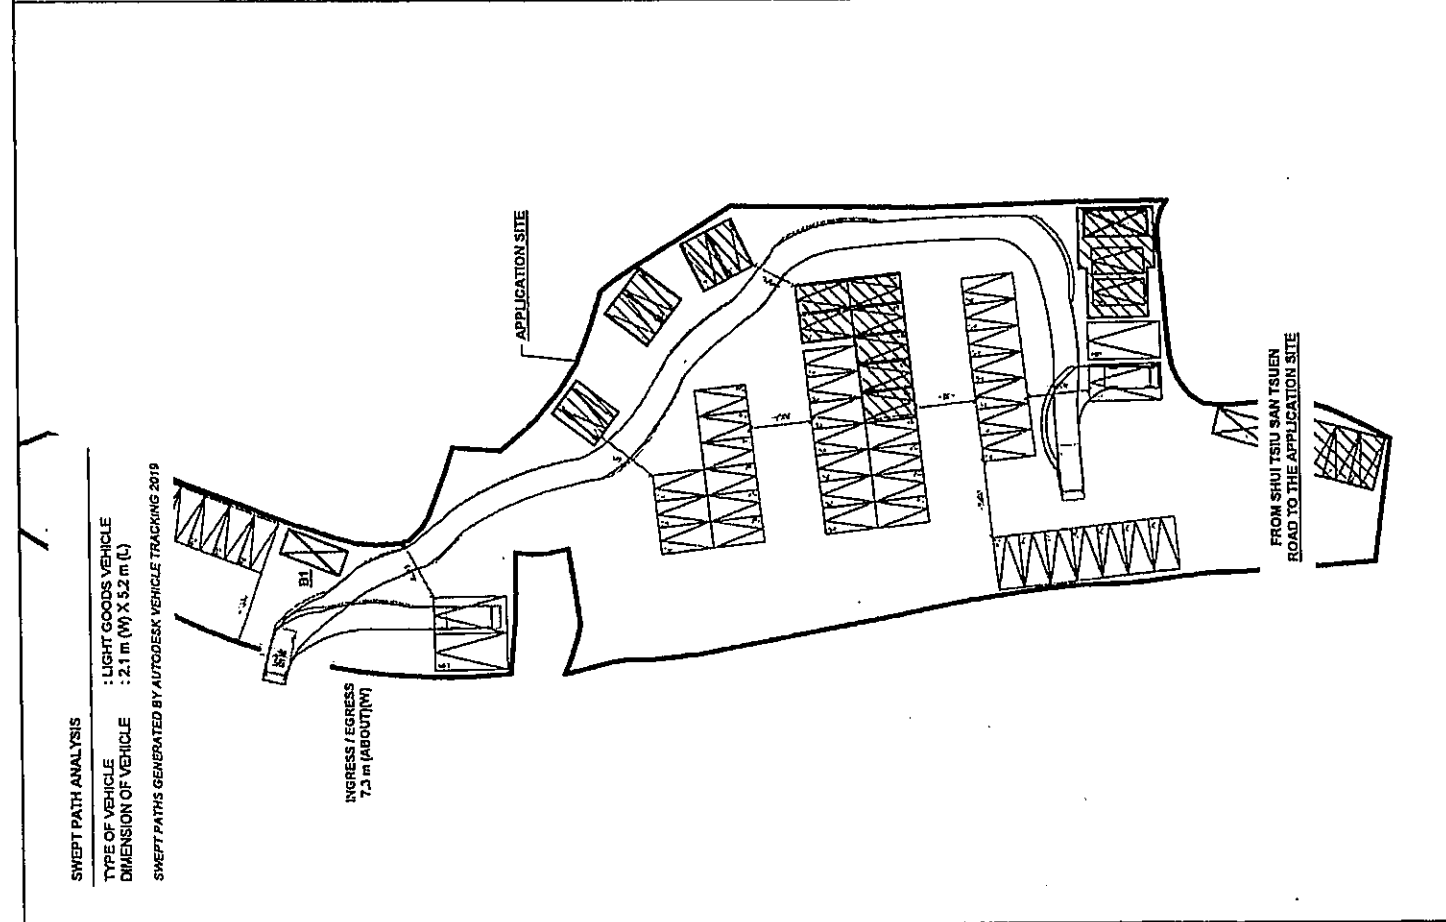 SWEPT PATH ANALYSIS
TYPE OF VEHICLE : LIGHT GOODS VEHICLE
DIMENSION OF VEHICLE : 2.1 m (W) X 5.2 m (L)
SWEPT PATHS GENERATED BY AUTODESK VEHICLE TRACKING 2019
B1
INGRESS / EGRESS
7.3 m (ABOUT)(W)
APPLICATION SITE
FROM SHUI TSIU SAN TSUEN
ROAD TO THE APPLICATION SITE